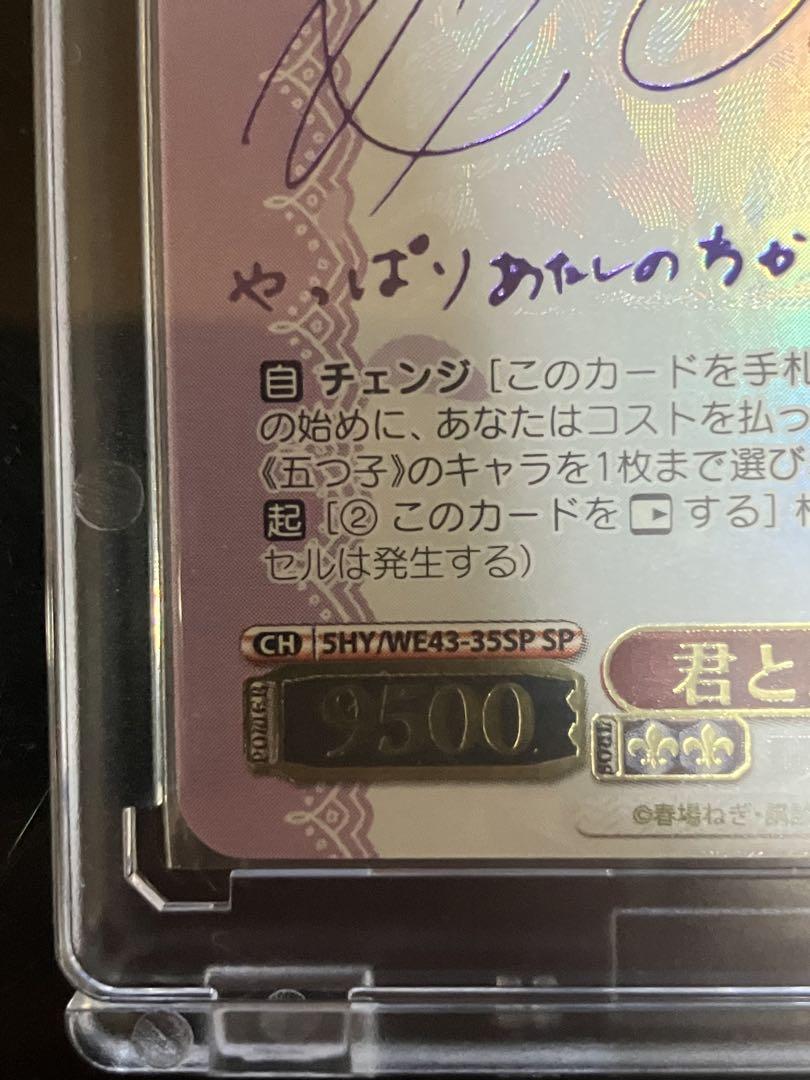 やっぱりあたしのちか
自 チェンジ [このカードを手札
の始めに、あなたはコストを払っ
《五つ子》のキャラを1枚まで選び
起 [② このカードを する]
セルは発生する)
CH 5HY/WE43-35SP SP
君と
POWER 9500
SOUL
©春場ねぎ・講談